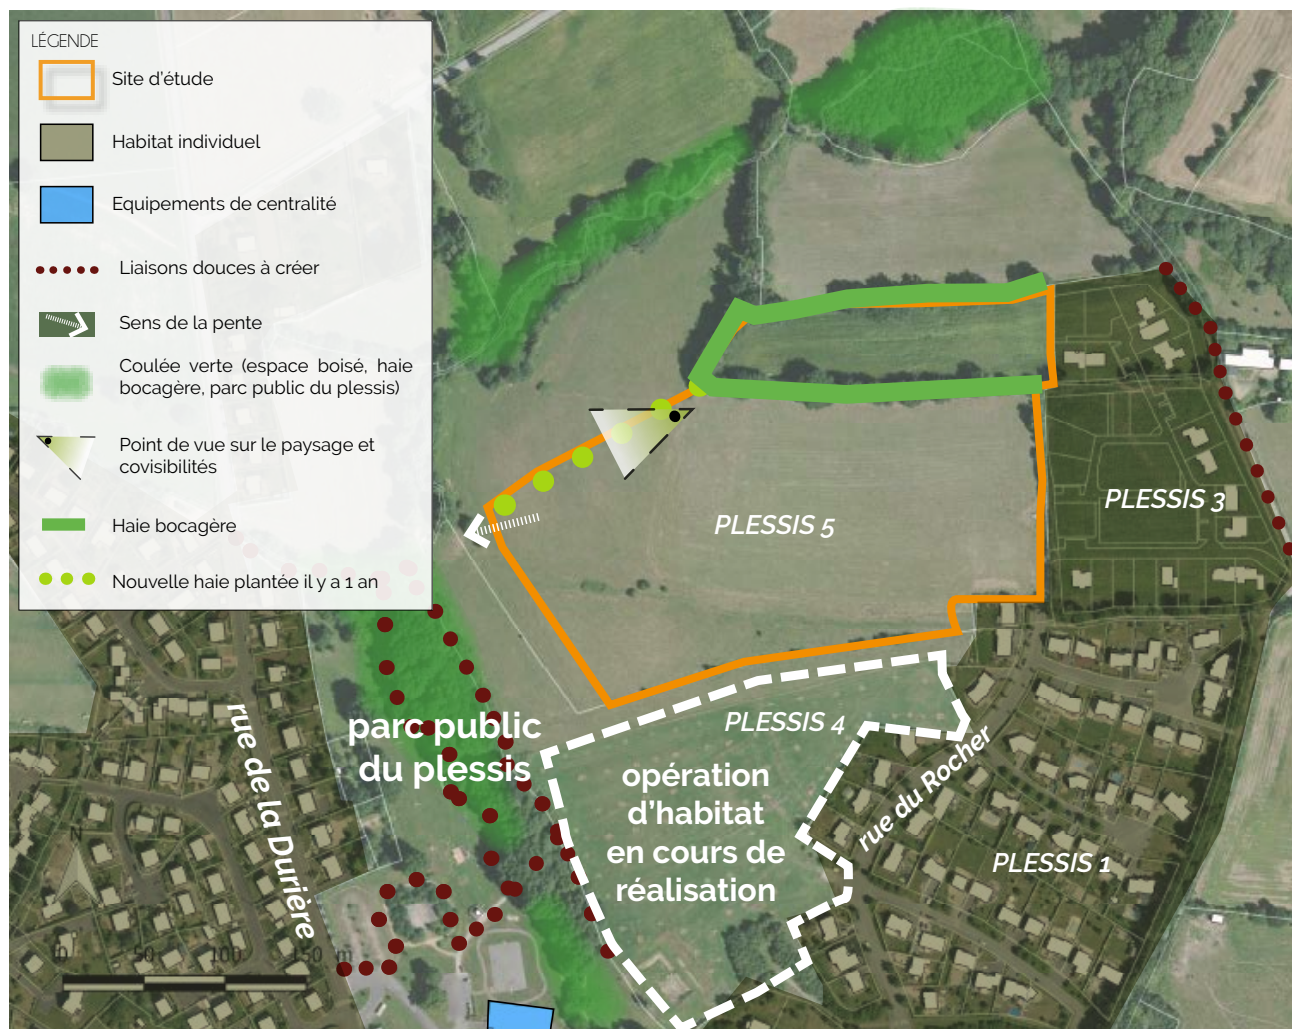 LÉGENDE
Site d'étude
Habitat individuel
Equipements de centralité
Liaisons douces à créer
Sens de la pente
Coulée verte (espace boisé, haie
bocagère, parc public du plessis)
Point de vue sur le paysage et
covisibilités
Haie bocagère
Nouvelle haie plantée il y a 1 an
PLESSIS 5
PLESSIS 3
PLESSIS 4
parc public
du plessis
rue de la Durière
opération
d'habitat
en cours de
réalisation
rue du Rocher
PLESSIS 1
N
0 50 100 150 m